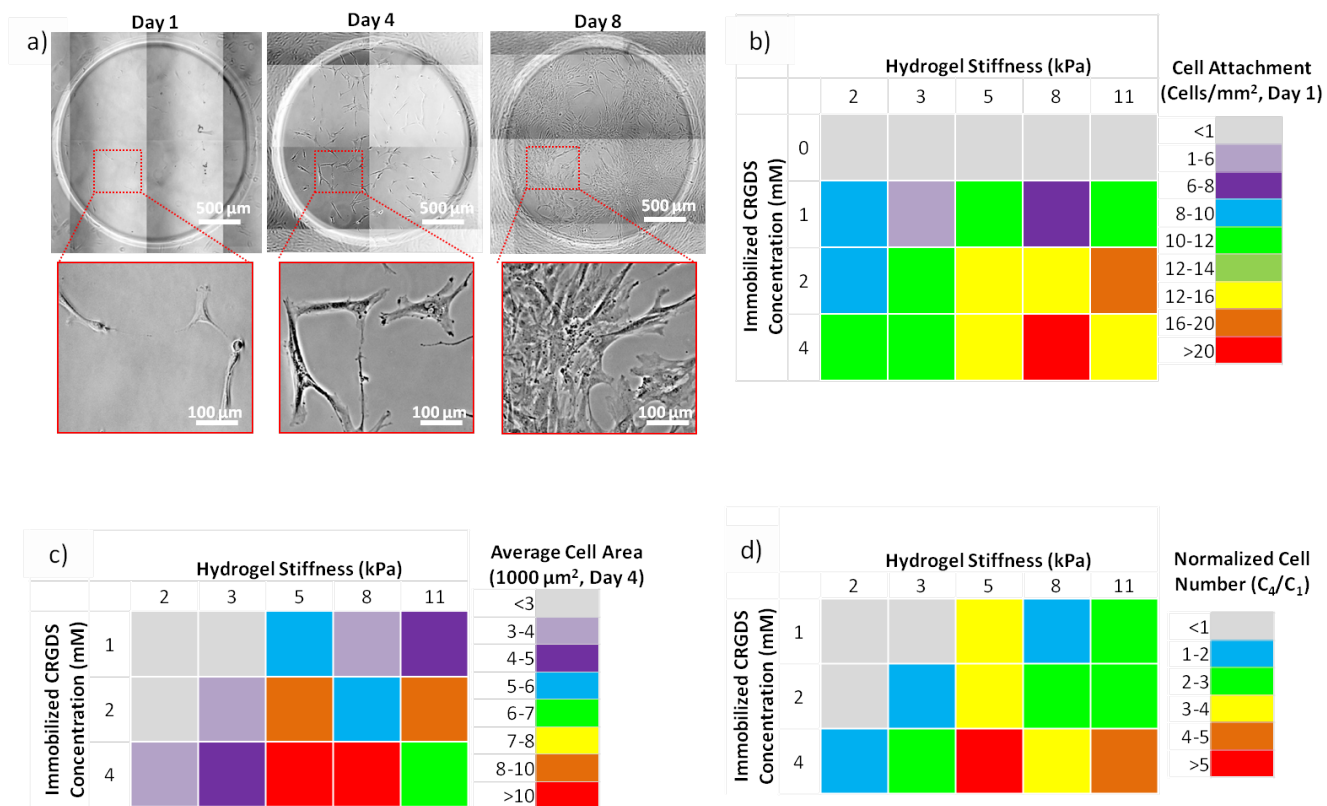 a)
Day 1
Day 4
Day 8
500 µm
500 µm
500 µm
100 µm
100 µm
100 µm
b)
Hydrogel Stiffness (kPa)
2 3 5 8 11
Immobilized CRGDS
Concentration (mM)
0
1
2
4
Cell Attachment
(Cells/mm², Day 1)
<1
1-6
6-8
8-10
10-12
12-14
12-16
16-20
>20
c)
Hydrogel Stiffness (kPa)
2 3 5 8 11
Immobilized CRGDS
Concentration (mM)
1
2
4
Average Cell Area
(1000 µm², Day 4)
<3
3-4
4-5
5-6
6-7
7-8
8-10
>10
d)
Hydrogel Stiffness (kPa)
2 3 5 8 11
Immobilized CRGDS
Concentration (mM)
1
2
4
Normalized Cell
Number (C₄/C₁)
<1
1-2
2-3
3-4
4-5
>5